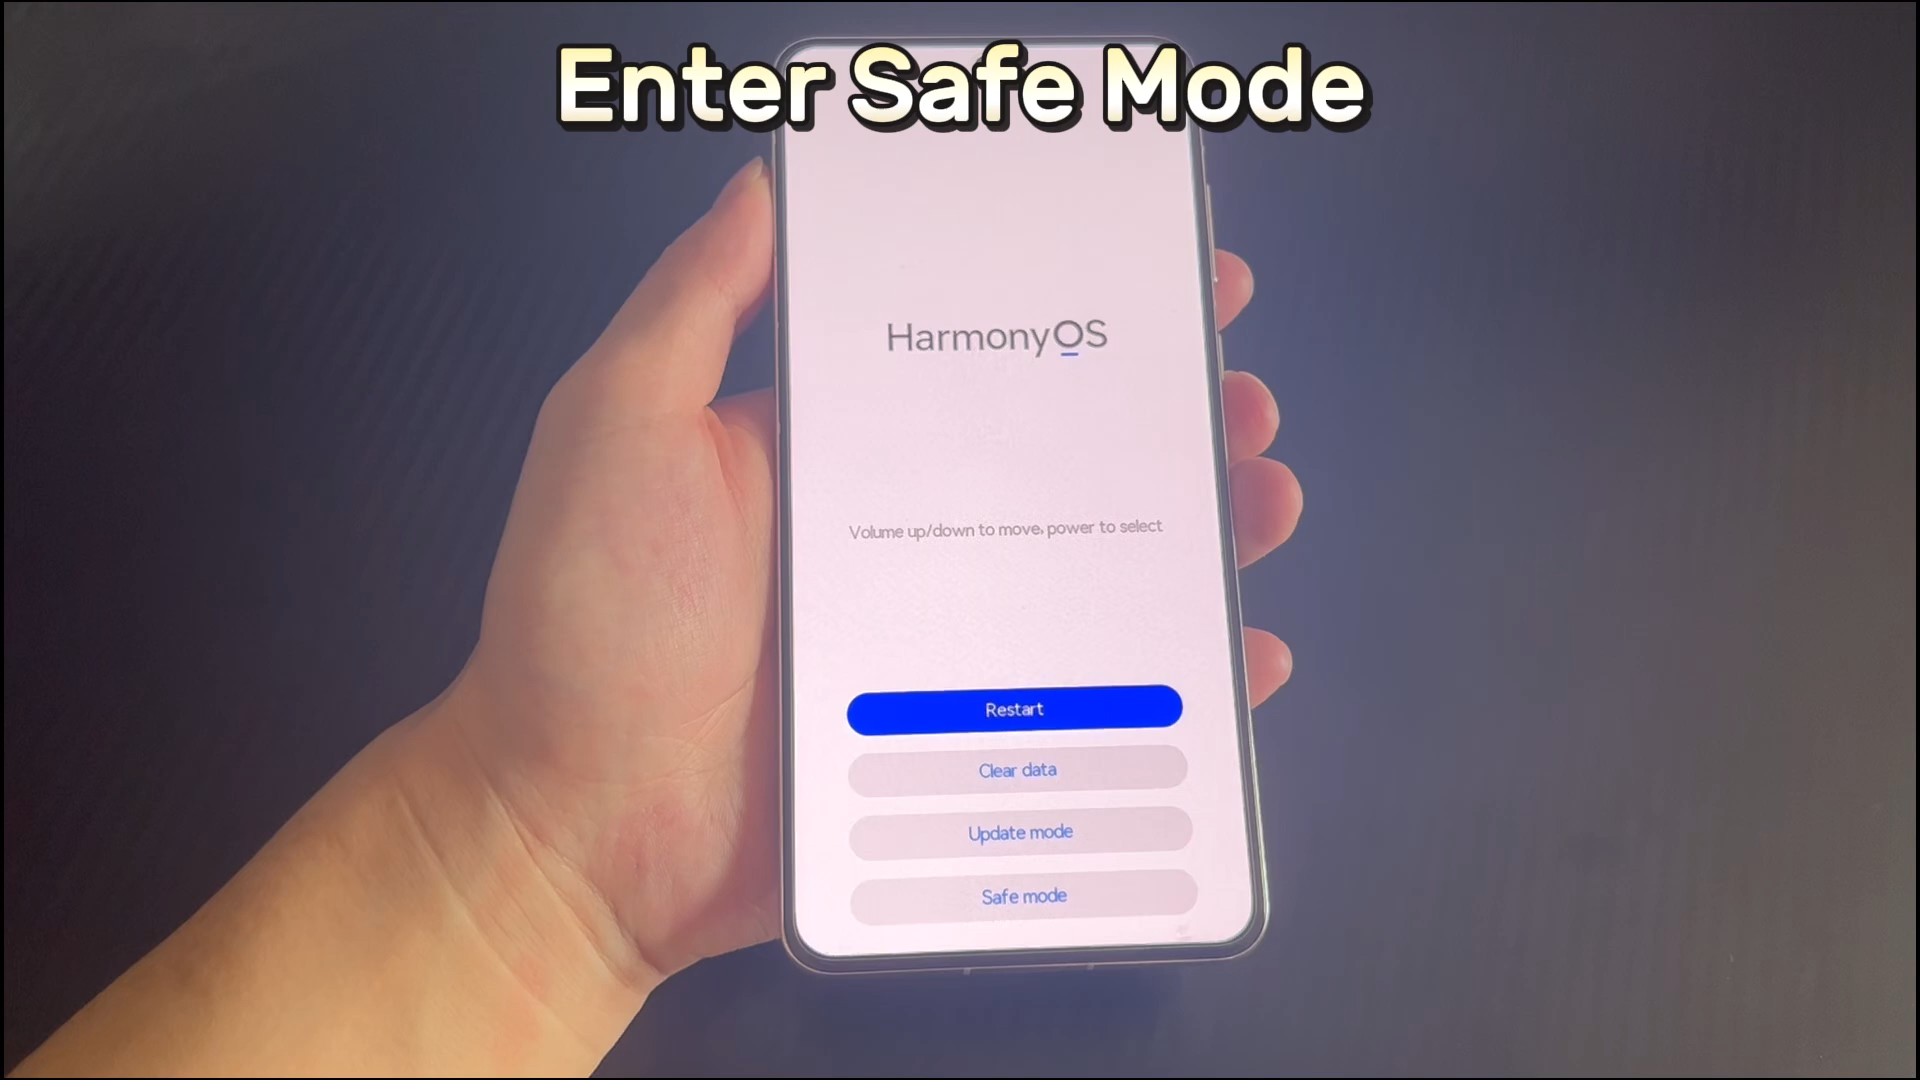 Enter Safe Mode
HarmonyOS
Volume up/down to move, power to select
Restart
Clear data
Update mode
Safe mode